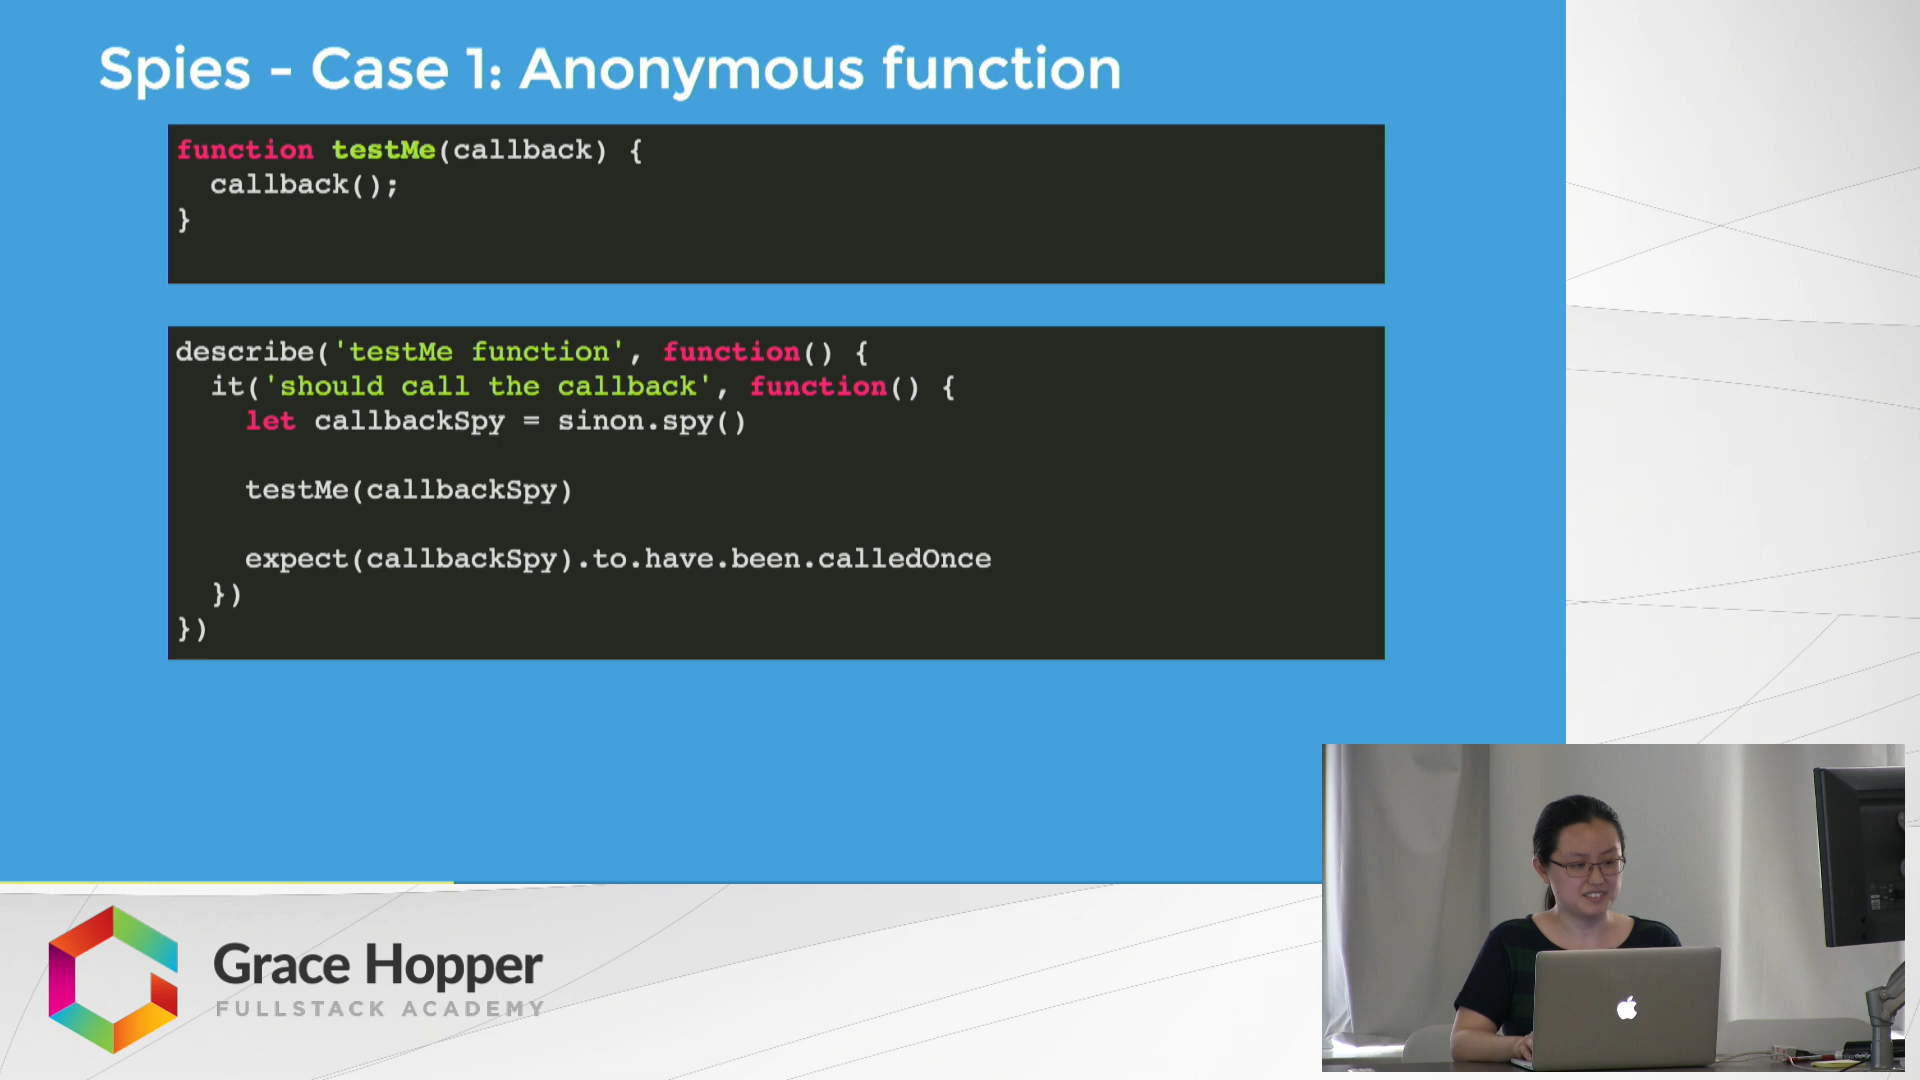 Spies - Case 1: Anonymous function
function testMe(callback) {
  callback();
}
describe('testMe function', function() {
  it('should call the callback', function() {
    let callbackSpy = sinon.spy()
    testMe(callbackSpy)
    expect(callbackSpy).to.have.been.calledOnce
  })
})
Grace Hopper
FULLSTACK ACADEMY